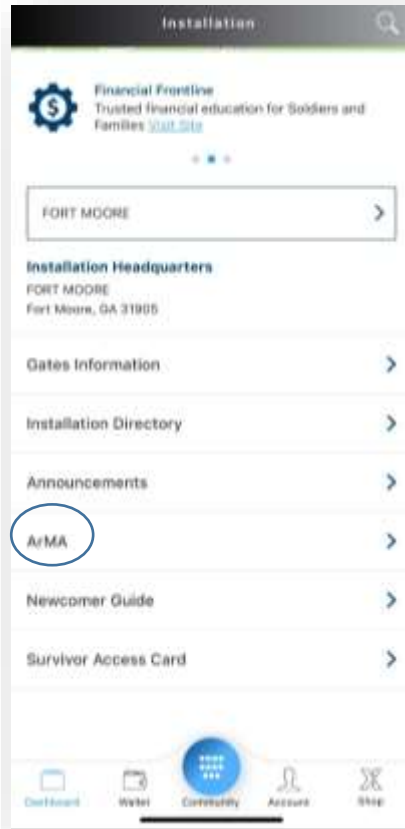 Installation
Financial Frontline
Trusted financial education for Soldiers and
Families Visit Site
FORT MOORE
Installation Headquarters
FORT MOORE
Fort Moore, GA 31905
Gates Information
Installation Directory
Announcements
ArMA
Newcomer Guide
Survivor Access Card
Dashboard Wallet Community Account Shop